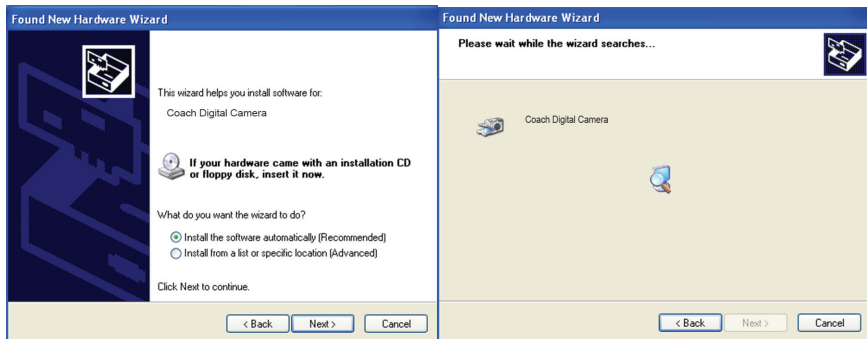 Found New Hardware Wizard
This wizard helps you install software for:
Coach Digital Camera
If your hardware came with an installation CD
or floppy disk, insert it now.
What do you want the wizard to do?
Install the software automatically (Recommended)
Install from a list or specific location (Advanced)
Click Next to continue.
< Back
Next >
Cancel
Found New Hardware Wizard
Please wait while the wizard searches...
Coach Digital Camera
< Back
Next >
Cancel